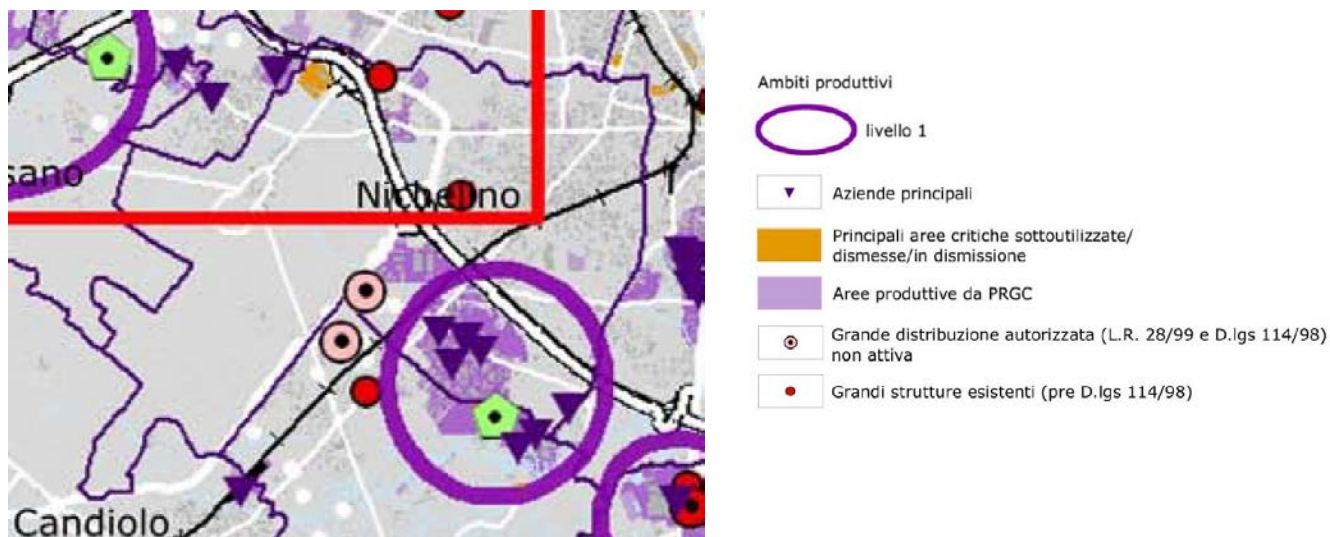 sano
Nichelino
Candiolo
Ambiti produttivi
livello 1
Aziende principali
Principali aree critiche sottoutilizzate/
dismesse/in dismissione
Aree produttive da PRGC
Grande distribuzione autorizzata (L.R. 28/99 e D.lgs 114/98)
non attiva
Grandi strutture esistenti (pre D.lgs 114/98)